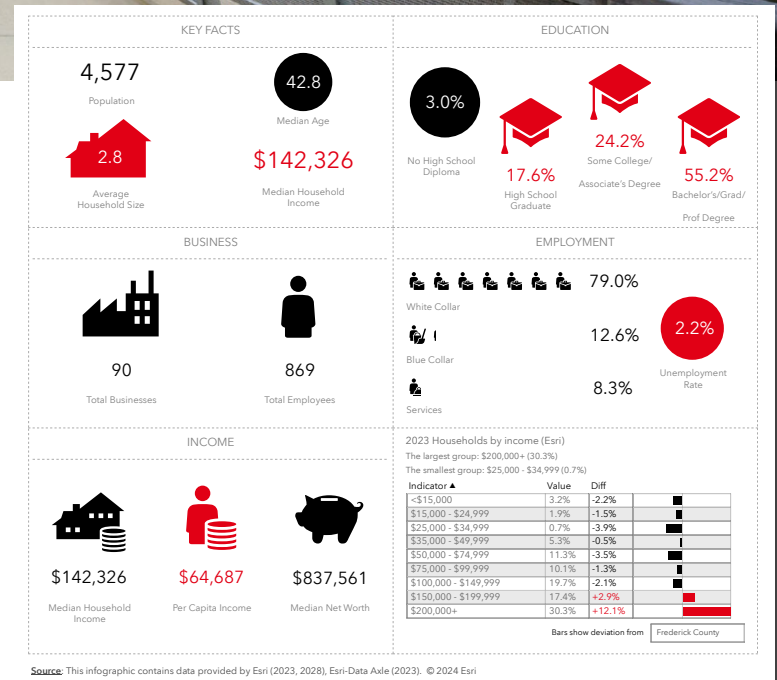 KEY FACTS
4,577
Population
42.8
Median Age
2.8
Average
Household Size
$142,326
Median Household
Income
EDUCATION
3.0%
No High School
Diploma
17.6%
High School
Graduate
24.2%
Some College/
Associate's Degree
55.2%
Bachelor's/Grad/
Prof Degree
BUSINESS
90
Total Businesses
869
Total Employees
EMPLOYMENT
79.0%
White Collar
12.6%
Blue Collar
8.3%
Services
2.2%
Unemployment
Rate
INCOME
$142,326
Median Household
Income
$64,687
Per Capita Income
$837,561
Median Net Worth
2023 Households by income (Esri)
The largest group: $200,000+ (30.3%)
The smallest group: $25,000 - $34,999 (0.7%)
Indicator ▲ Value Diff
<$15,000 3.2% -2.2%
$15,000 - $24,999 1.9% -1.5%
$25,000 - $34,999 0.7% -3.9%
$35,000 - $49,999 5.3% -0.5%
$50,000 - $74,999 11.3% -3.5%
$75,000 - $99,999 10.1% -1.3%
$100,000 - $149,999 19.7% -2.1%
$150,000 - $199,999 17.4% +2.9%
$200,000+ 30.3% +12.1%
Bars show deviation from Frederick County
Source: This infographic contains data provided by Esri (2023, 2028), Esri-Data Axle (2023). © 2024 Esri